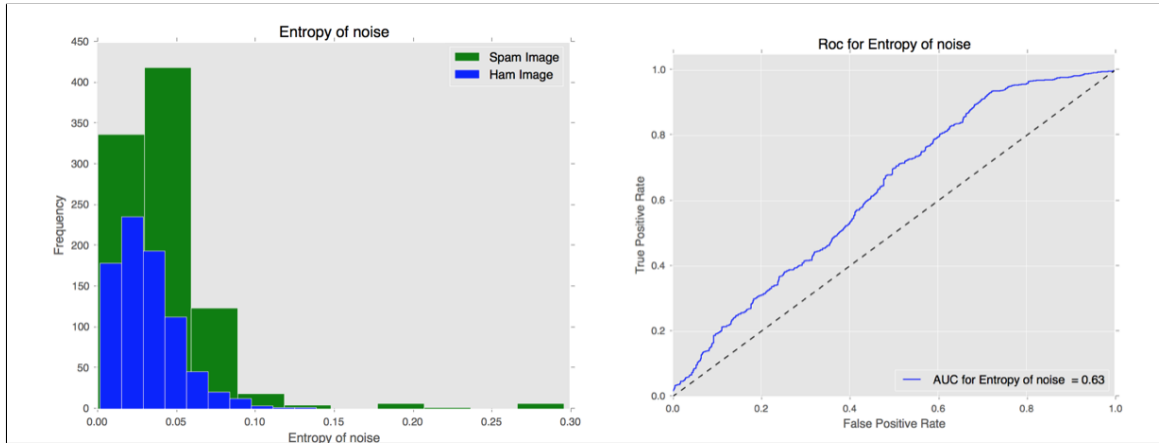 Entropy of noise
450
400
350
300
250
200
150
100
50
0
Frequency
Spam Image
Ham Image
0.00 0.05 0.10 0.15 0.20 0.25 0.30
Entropy of noise
Roc for Entropy of noise
1.0
0.8
0.6
0.4
0.2
0.0
True Positive Rate
AUC for Entropy of noise = 0.63
0.0 0.2 0.4 0.6 0.8 1.0
False Positive Rate